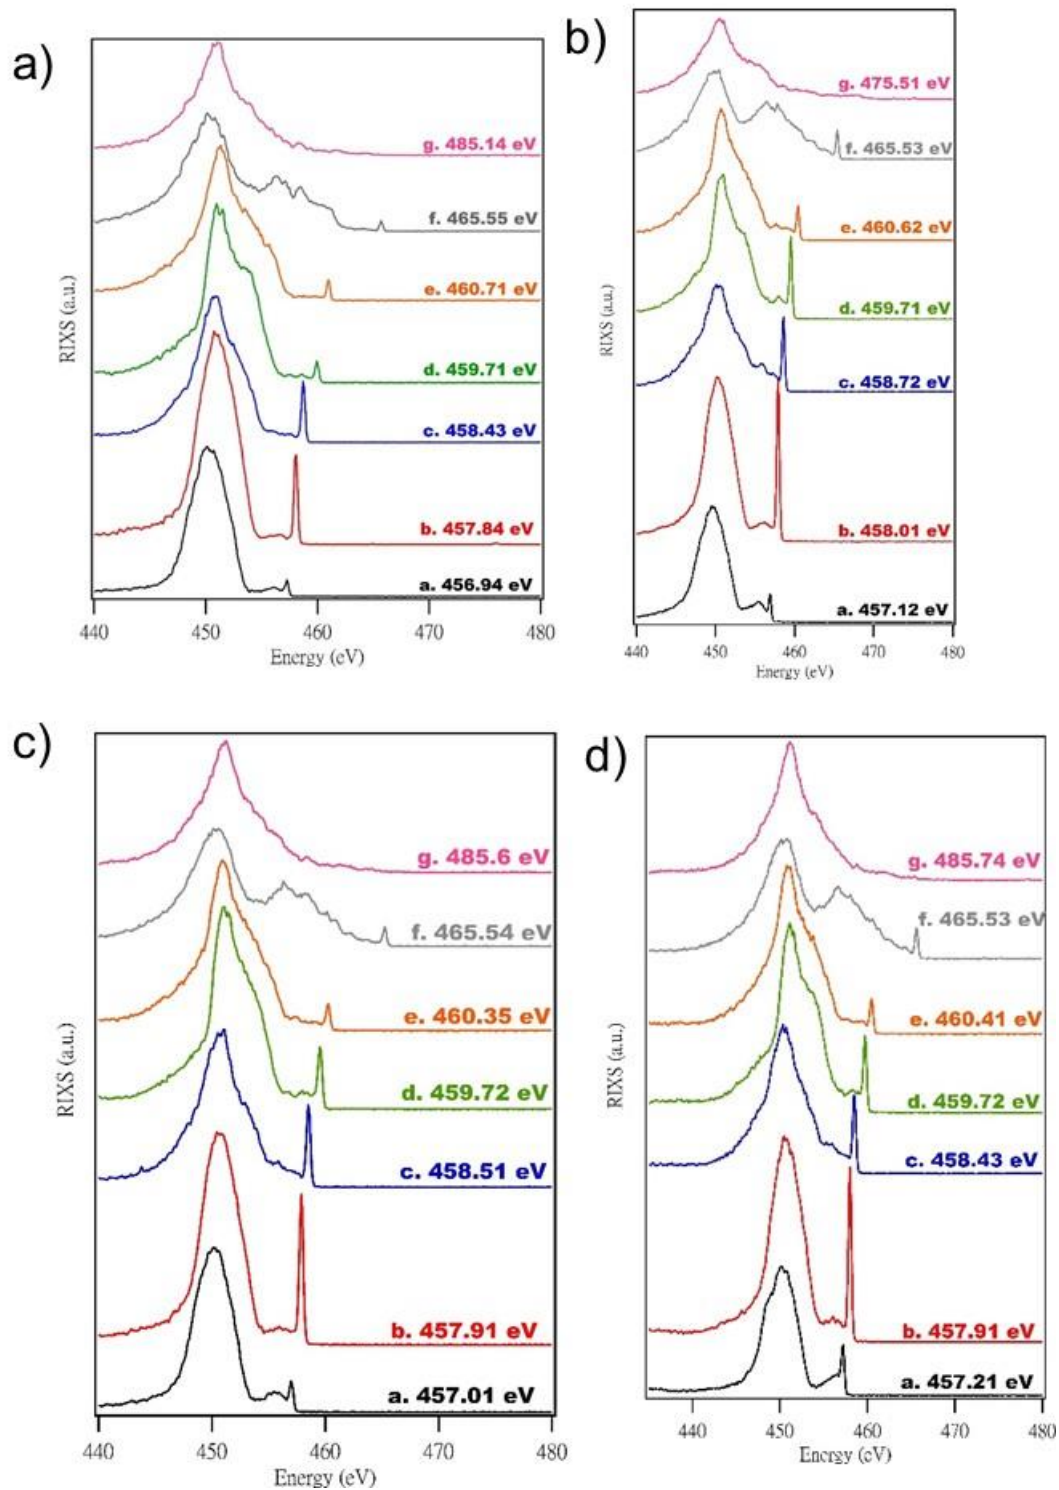 a)
g. 485.14 eV
f. 465.55 eV
e. 460.71 eV
d. 459.71 eV
c. 458.43 eV
b. 457.84 eV
a. 456.94 eV
RIXS (a.u.)
440 450 460 470 480
Energy (eV)
b)
g. 475.51 eV
f. 465.53 eV
e. 460.62 eV
d. 459.71 eV
c. 458.72 eV
b. 458.01 eV
a. 457.12 eV
RIXS (a.u.)
440 450 460 470 480
Energy (eV)
c)
g. 485.6 eV
f. 465.54 eV
e. 460.35 eV
d. 459.72 eV
c. 458.51 eV
b. 457.91 eV
a. 457.01 eV
RIXS (a.u.)
440 450 460 470 480
Energy (eV)
d)
g. 485.74 eV
f. 465.53 eV
e. 460.41 eV
d. 459.72 eV
c. 458.43 eV
b. 457.91 eV
a. 457.21 eV
RIXS (a.u.)
440 450 460 470 480
Energy (eV)